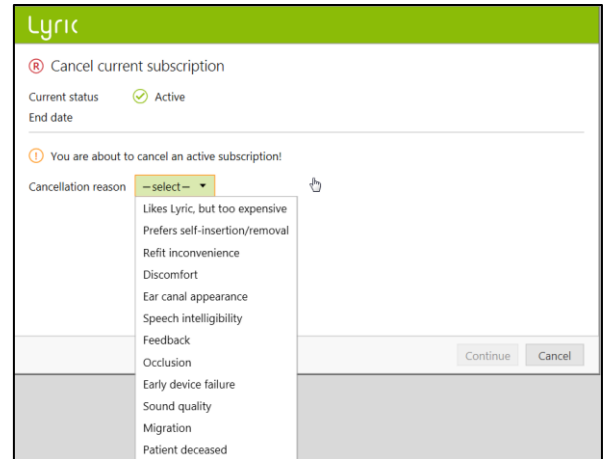 Lyric
R Cancel current subscription
Current status Active
End date
! You are about to cancel an active subscription!
Cancellation reason –select–
Likes Lyric, but too expensive
Prefers self-insertion/removal
Refit inconvenience
Discomfort
Ear canal appearance
Speech intelligibility
Feedback
Occlusion
Early device failure
Sound quality
Migration
Patient deceased
Continue Cancel